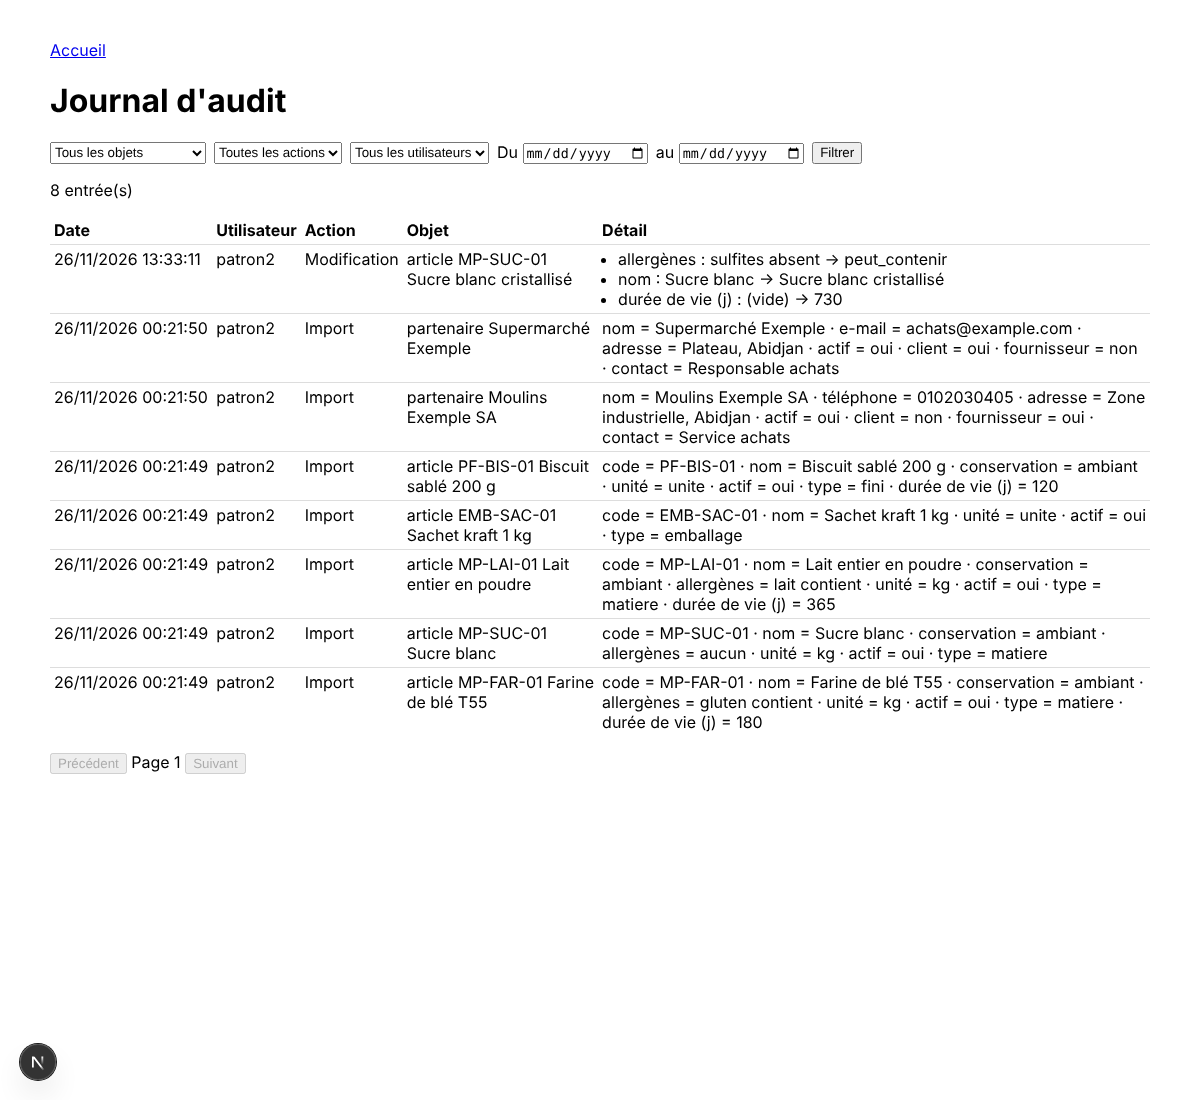 Accueil
Journal d'audit
Tous les objets Toutes les actions Tous les utilisateurs Du mm/dd/yyyy au mm/dd/yyyy Filtrer
8 entrée(s)
Date Utilisateur Action Objet Détail
26/11/2026 13:33:11 patron2 Modification article MP-SUC-01 • allergènes : sulfites absent → peut_contenir
Sucre blanc cristallisé • nom : Sucre blanc → Sucre blanc cristallisé
• durée de vie (j) : (vide) → 730
26/11/2026 00:21:50 patron2 Import partenaire Supermarché nom = Supermarché Exemple · e-mail = achats@example.com ·
Exemple adresse = Plateau, Abidjan · actif = oui · client = oui · fournisseur = non
· contact = Responsable achats
26/11/2026 00:21:50 patron2 Import partenaire Moulins nom = Moulins Exemple SA · téléphone = 0102030405 · adresse = Zone
Exemple SA industrielle, Abidjan · actif = oui · client = non · fournisseur = oui ·
contact = Service achats
26/11/2026 00:21:49 patron2 Import article PF-BIS-01 Biscuit code = PF-BIS-01 · nom = Biscuit sablé 200 g · conservation = ambiant
sablé 200 g · unité = unite · actif = oui · type = fini · durée de vie (j) = 120
26/11/2026 00:21:49 patron2 Import article EMB-SAC-01 code = EMB-SAC-01 · nom = Sachet kraft 1 kg · unité = unite · actif = oui
Sachet kraft 1 kg · type = emballage
26/11/2026 00:21:49 patron2 Import article MP-LAI-01 Lait code = MP-LAI-01 · nom = Lait entier en poudre · conservation =
entier en poudre ambiant · allergènes = lait contient · unité = kg · actif = oui · type =
matiere · durée de vie (j) = 365
26/11/2026 00:21:49 patron2 Import article MP-SUC-01 code = MP-SUC-01 · nom = Sucre blanc · conservation = ambiant ·
Sucre blanc allergènes = aucun · unité = kg · actif = oui · type = matiere
26/11/2026 00:21:49 patron2 Import article MP-FAR-01 Farine code = MP-FAR-01 · nom = Farine de blé T55 · conservation = ambiant ·
de blé T55 allergènes = gluten contient · unité = kg · actif = oui · type = matiere ·
durée de vie (j) = 180
Précédent Page 1 Suivant
N